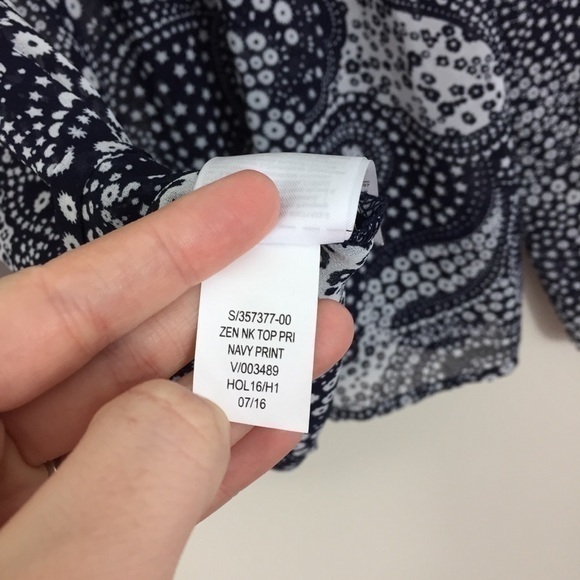 S/357377-00
ZEN NK TOP PRI
NAVY PRINT
V/003489
HOL16/H1
07/16